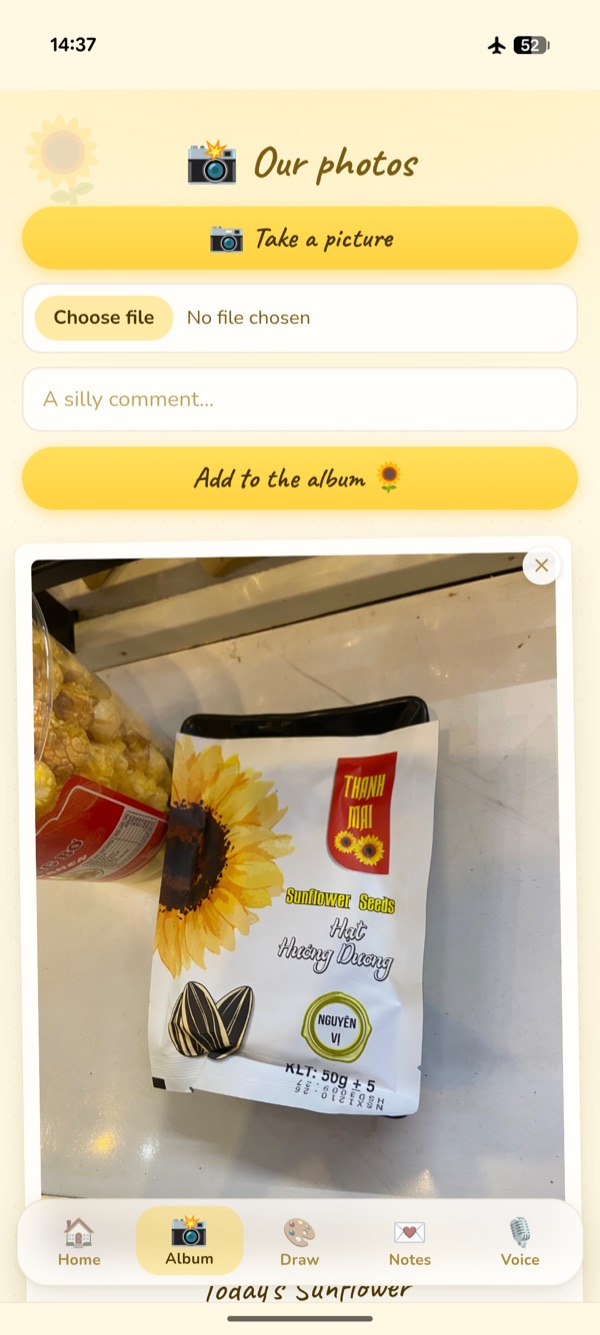 14:37
52
Our photos
Take a picture
Choose file
No file chosen
A silly comment...
Add to the album
THANH
MAI
Sunflower Seeds
Hạt
Hướng Dương
NGUYÊN
VỊ
KLT: 50g ± 5
Home
Album
Draw
Notes
Voice
Today's Sunflower